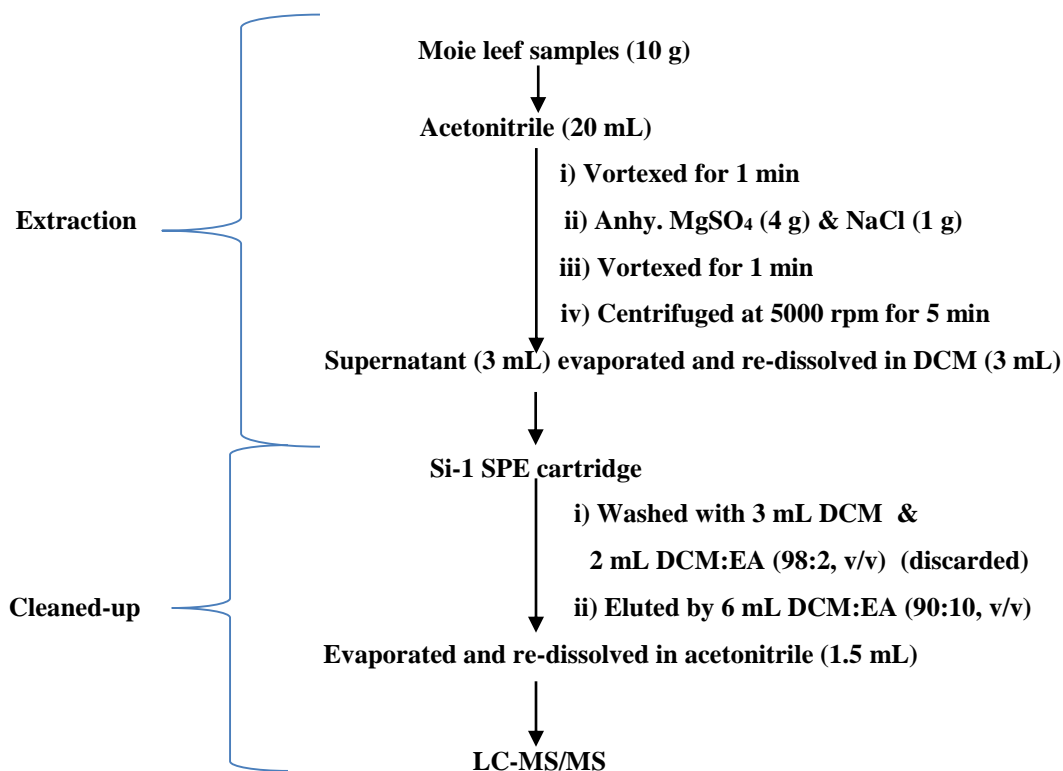 Moie leaf samples (10 g)
Acetonitrile (20 mL)
i) Vortexed for 1 min
ii) Anhy. MgSO₄ (4 g) & NaCl (1 g)
iii) Vortexed for 1 min
iv) Centrifuged at 5000 rpm for 5 min
Extraction
Supernatant (3 mL) evaporated and re-dissolved in DCM (3 mL)
Si-1 SPE cartridge
i) Washed with 3 mL DCM &
2 mL DCM:EA (98:2, v/v) (discarded)
ii) Eluted by 6 mL DCM:EA (90:10, v/v)
Cleaned-up
Evaporated and re-dissolved in acetonitrile (1.5 mL)
LC-MS/MS